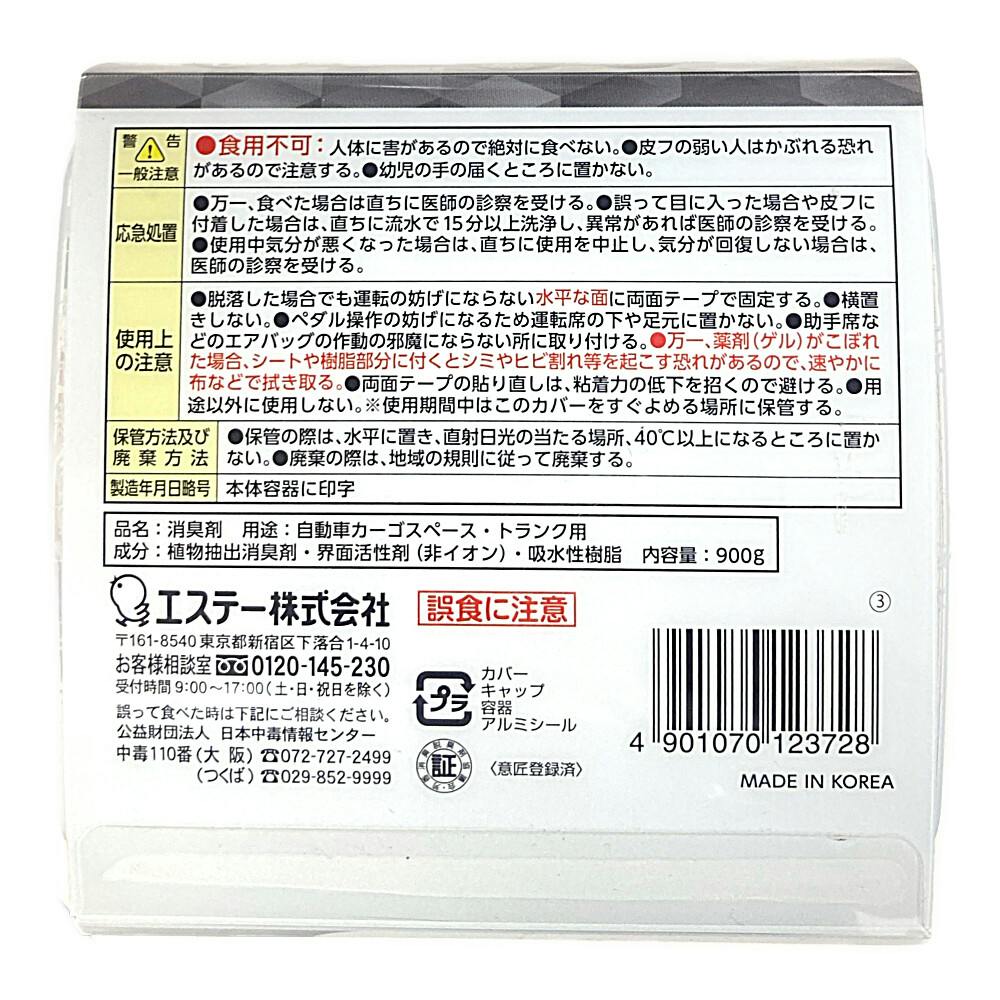 警告
一般注意
●食用不可：人体に害があるので絶対に食べない。●皮フの弱い人はかぶれる恐れ
があるので注意する。●幼児の手の届くところに置かない。
応急処置
●万一、食べた場合は直ちに医師の診察を受ける。●誤って目に入った場合や皮フに
付着した場合は、直ちに流水で15分以上洗浄し、異常があれば医師の診察を受ける。
●使用中気分が悪くなった場合は、直ちに使用を中止し、気分が回復しない場合は、
医師の診察を受ける。
使用上
の注意
●脱落した場合でも運転の妨げにならない水平な面に両面テープで固定する。●横置
きしない。●ペダル操作の妨げになるため運転席の下や足元に置かない。●助手席な
どのエアバッグの作動の邪魔にならない所に取り付ける。●万一、薬剤(ゲル)がこぼれ
た場合、シートや樹脂部分に付くとシミやヒビ割れ等を起こす恐れがあるので、速やかに
布などで拭き取る。●両面テープの貼り直しは、粘着力の低下を招くので避ける。●用
途以外に使用しない。※使用期間中はこのカバーをすぐよめる場所に保管する。
保管方法及び
廃棄方法
●保管の際は、水平に置き、直射日光の当たる場所、40℃以上になるところに置か
ない。●廃棄の際は、地域の規則に従って廃棄する。
製造年月日略号
本体容器に印字
品名：消臭剤 用途：自動車カーゴスペース・トランク用
成分：植物抽出消臭剤・界面活性剤(非イオン)・吸水性樹脂 内容量：900g
エステー株式会社
誤食に注意
③
〒161-8540 東京都新宿区下落合1-4-10
お客様相談室 0120-145-230
受付時間 9:00～17:00(土・日・祝日を除く)
誤って食べた時は下記にご相談ください。
公益財団法人 日本中毒情報センター
中毒110番(大阪)☎072-727-2499
(つくば)☎029-852-9999
プラ
カバー
キャップ
容器
アルミシール
証
〈意匠登録済〉
4 901070 123728
MADE IN KOREA